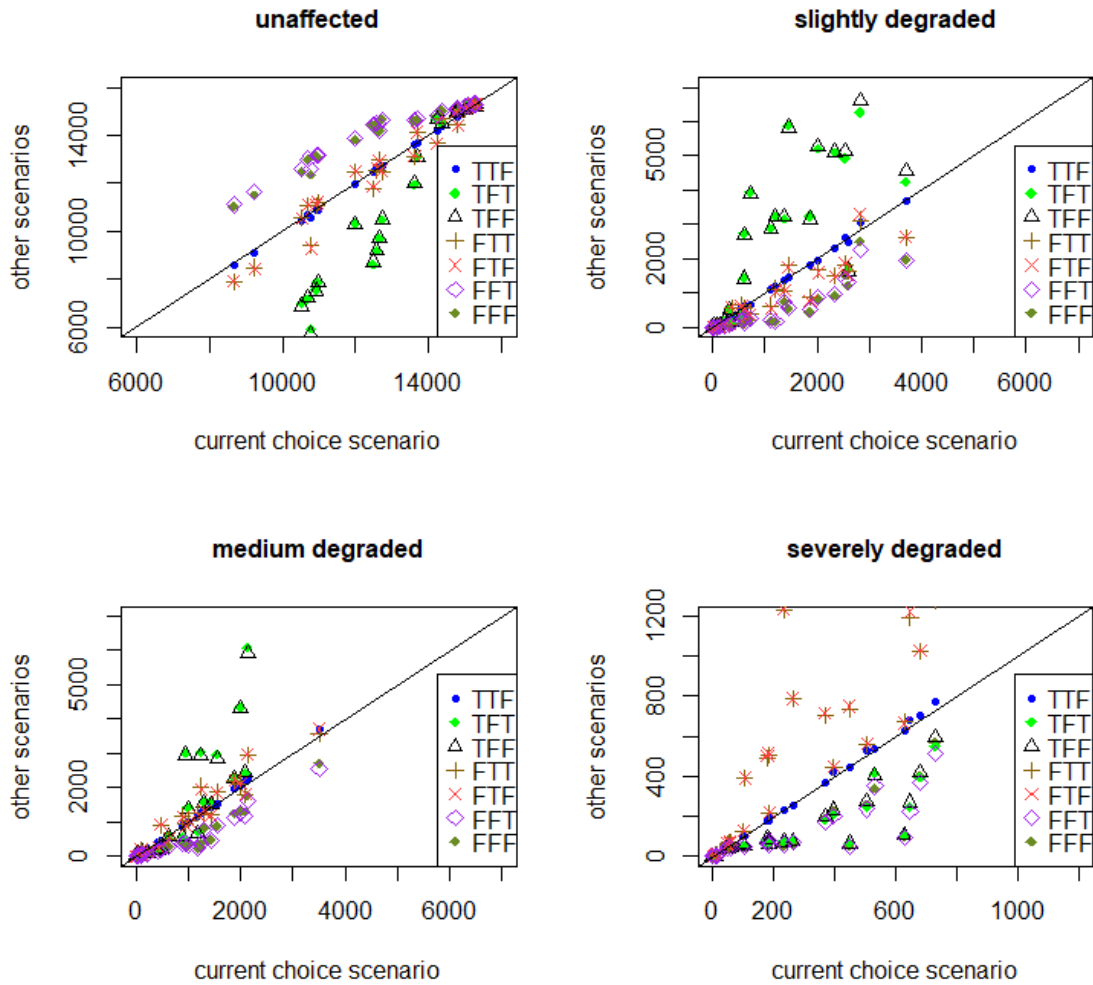 unaffected
other scenarios
6000 10000 14000
TTF
TFT
TFF
FTT
FTF
FFT
FFF
6000 10000 14000
current choice scenario
slightly degraded
other scenarios
0 2000 5000
TTF
TFT
TFF
FTT
FTF
FFT
FFF
0 2000 4000 6000
current choice scenario
medium degraded
other scenarios
0 2000 5000
TTF
TFT
TFF
FTT
FTF
FFT
FFF
0 2000 4000 6000
current choice scenario
severely degraded
other scenarios
0 400 800 1200
TTF
TFT
TFF
FTT
FTF
FFT
FFF
0 200 600 1000
current choice scenario